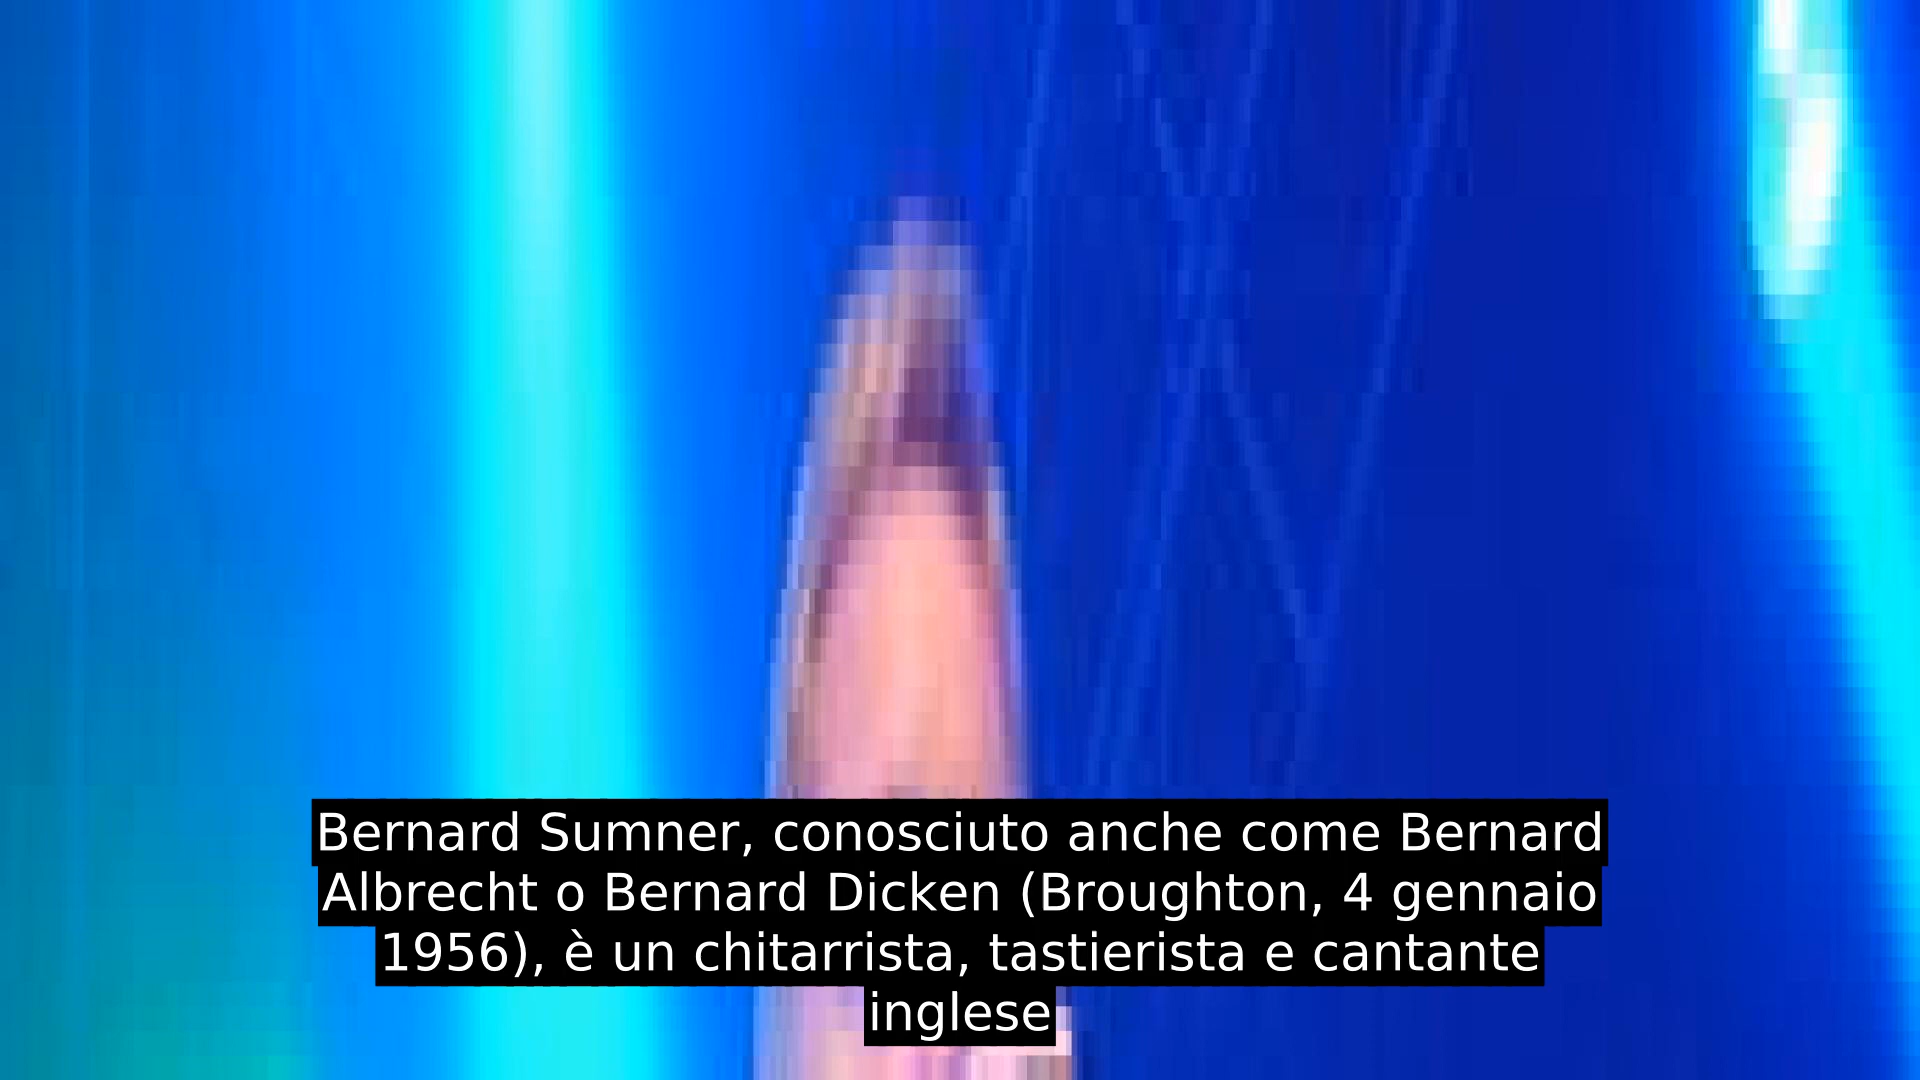 Bernard Sumner, conosciuto anche come Bernard
Albrecht o Bernard Dicken (Broughton, 4 gennaio
1956), è un chitarrista, tastierista e cantante
inglese